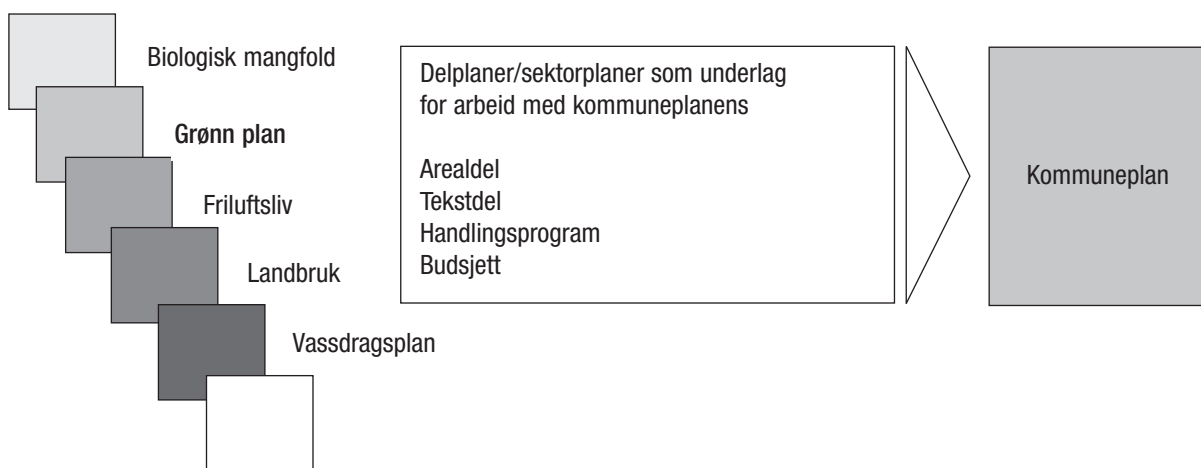 Biologisk mangfold
Grønn plan
Friluftsliv
Landbruk
Vassdragsplan
Delplaner/sektorplaner som underlag
for arbeid med kommuneplanens
Arealdel
Tekstdel
Handlingsprogram
Budsjett
Kommuneplan